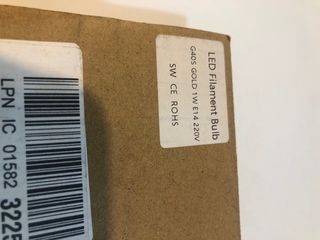 LED Filament Bulb
G40S GOLD 1W E14 220V
SW CE ROHS
LPN IC 01582 3225